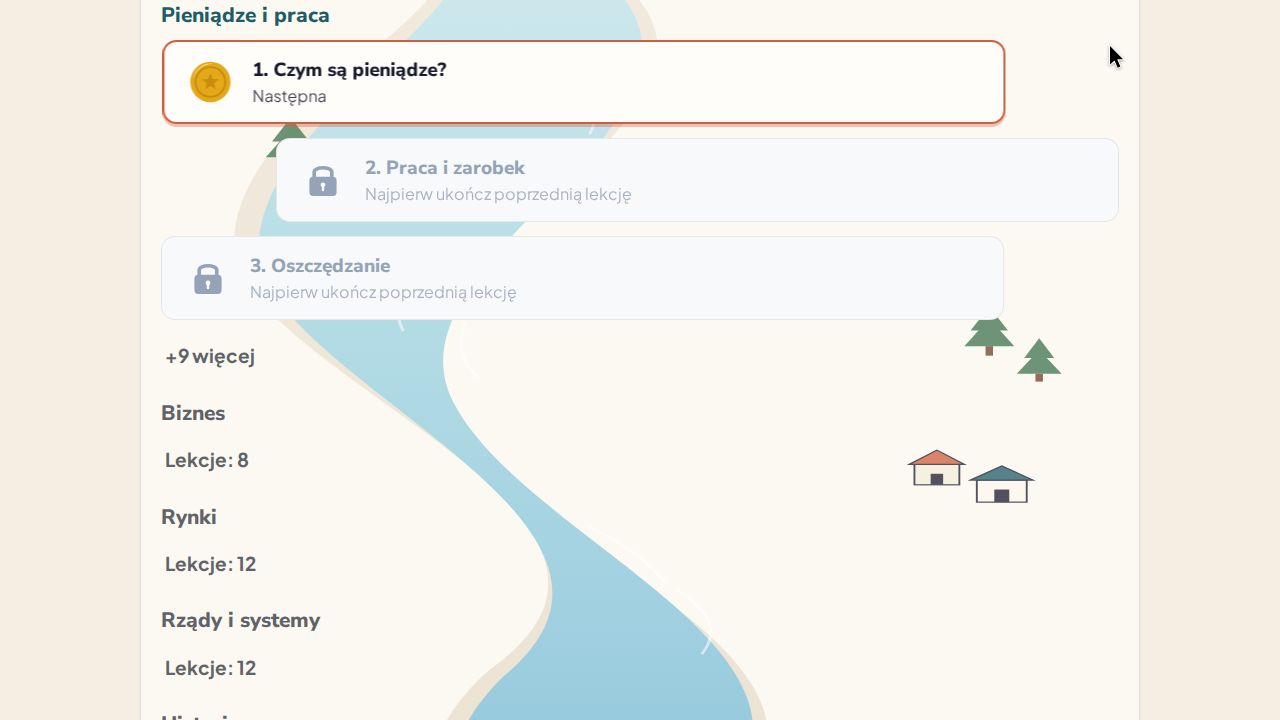 Pieniądze i praca
1. Czym są pieniądze?
Następna
2. Praca i zarobek
Najpierw ukończ poprzednią lekcję
3. Oszczędzanie
Najpierw ukończ poprzednią lekcję
+9 więcej
Biznes
Lekcje: 8
Rynki
Lekcje: 12
Rządy i systemy
Lekcje: 12